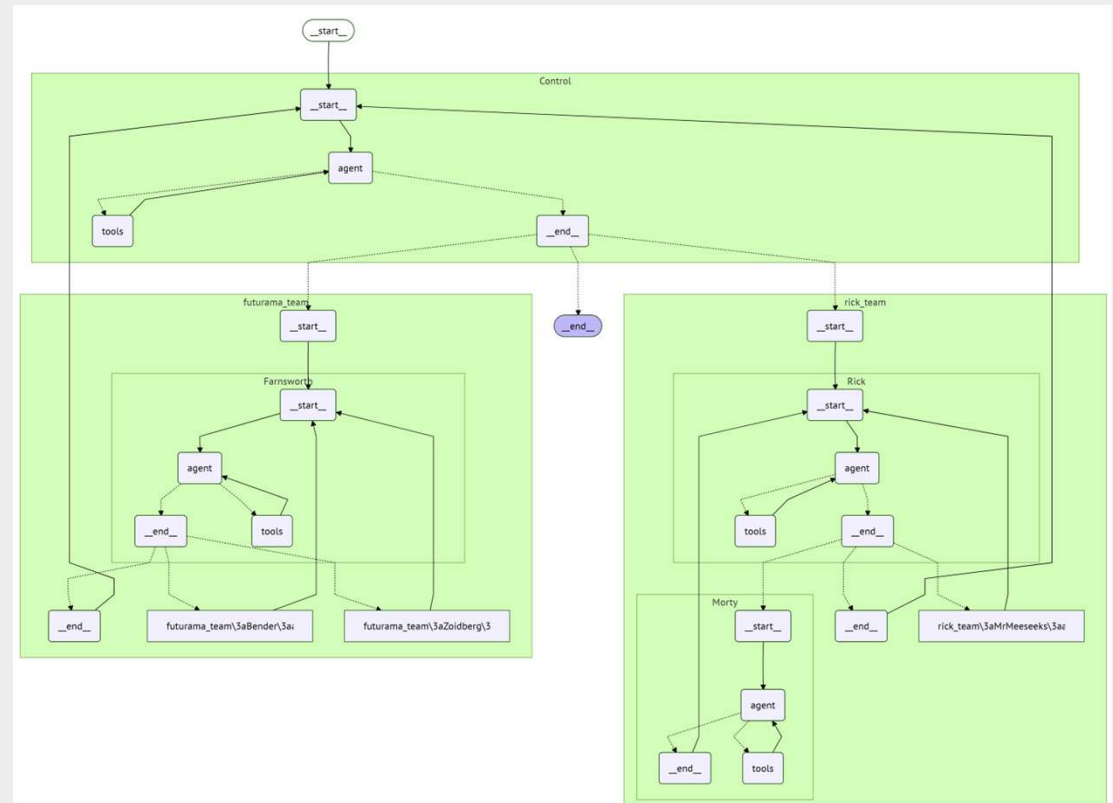 __start__
Control
__start__
agent
tools
__end__
futurama_team
__start__
Farnsworth
__start__
agent
__end__
tools
__end__
futurama_team\3aBender\3a
futurama_team\3aZoidberg\3
__end__
rick_team
__start__
Rick
__start__
agent
tools
__end__
Morty
__start__
agent
__end__
tools
__end__
rick_team\3aMrMeeseeks\3a